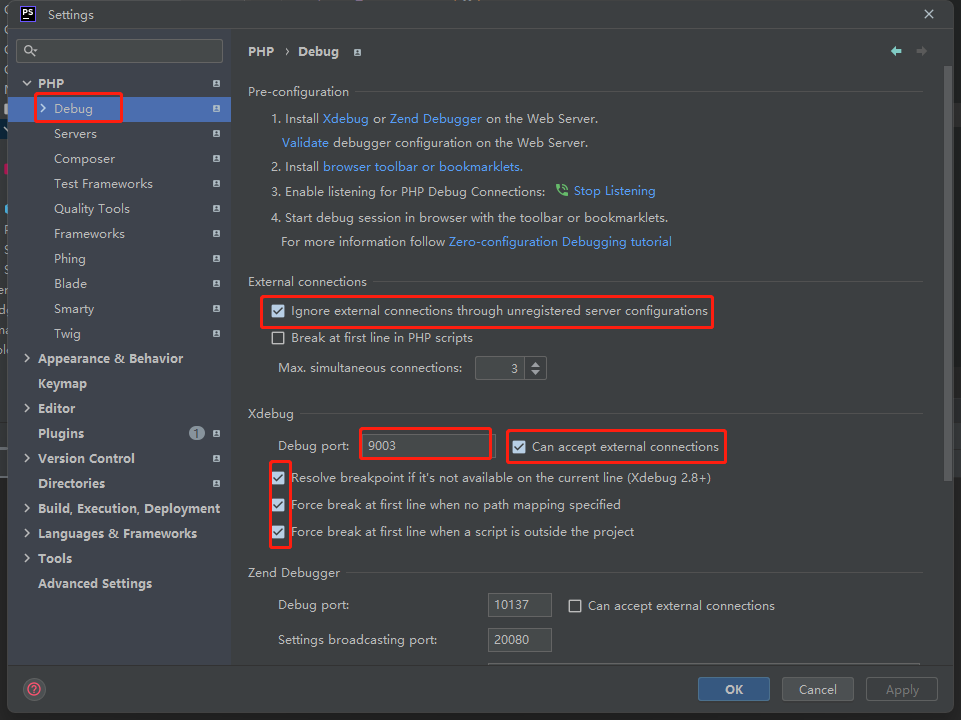 PS Settings
PHP
Debug
Servers
Composer
Test Frameworks
Quality Tools
Frameworks
Phing
Blade
Smarty
Twig
Appearance & Behavior
Keymap
Editor
Plugins 1
Version Control
Directories
Build, Execution, Deployment
Languages & Frameworks
Tools
Advanced Settings
PHP › Debug
Pre-configuration
1. Install Xdebug or Zend Debugger on the Web Server.
Validate debugger configuration on the Web Server.
2. Install browser toolbar or bookmarklets.
3. Enable listening for PHP Debug Connections: Stop Listening
4. Start debug session in browser with the toolbar or bookmarklets.
For more information follow Zero-configuration Debugging tutorial
External connections
Ignore external connections through unregistered server configurations
Break at first line in PHP scripts
Max. simultaneous connections: 3
Xdebug
Debug port: 9003 Can accept external connections
Resolve breakpoint if it's not available on the current line (Xdebug 2.8+)
Force break at first line when no path mapping specified
Force break at first line when a script is outside the project
Zend Debugger
Debug port: 10137 Can accept external connections
Settings broadcasting port: 20080
? OK Cancel Apply